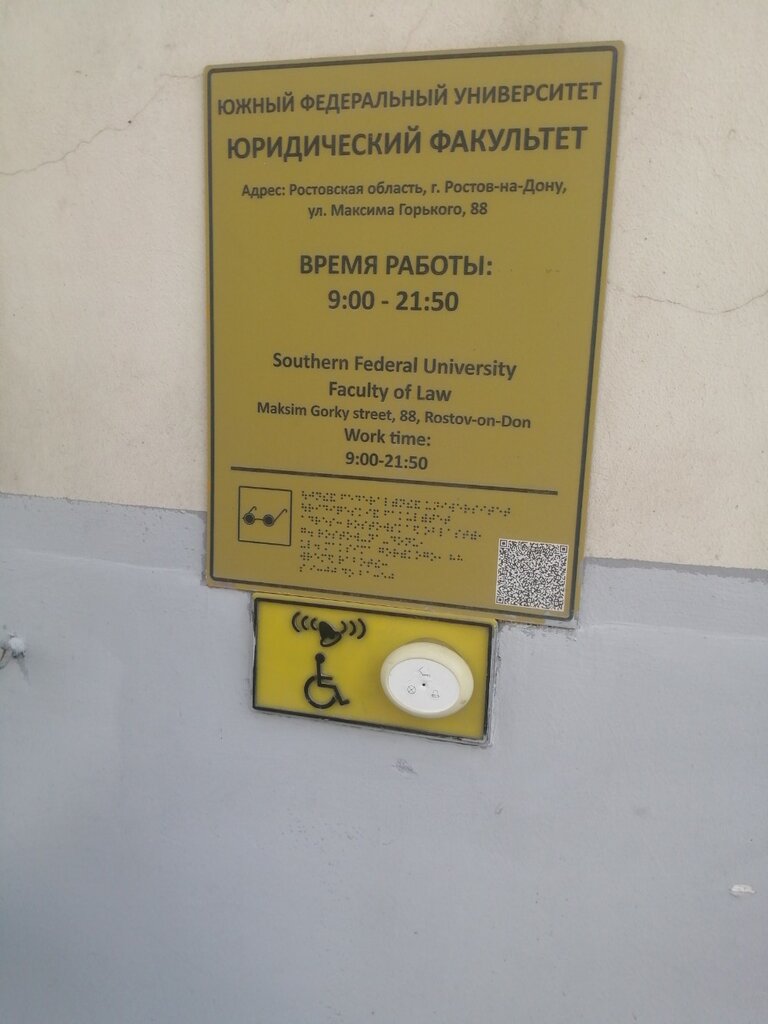 ЮЖНЫЙ ФЕДЕРАЛЬНЫЙ УНИВЕРСИТЕТ
ЮРИДИЧЕСКИЙ ФАКУЛЬТЕТ
Адрес: Ростовская область, г. Ростов-на-Дону,
ул. Максима Горького, 88
ВРЕМЯ РАБОТЫ:
9:00 - 21:50
Southern Federal University
Faculty of Law
Maksim Gorky street, 88, Rostov-on-Don
Work time:
9:00-21:50